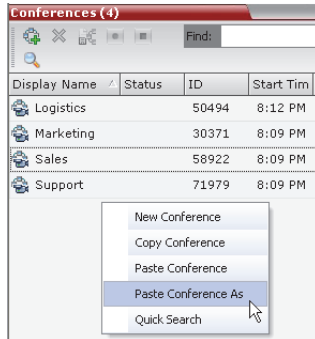 Conferences (4)
Find:
Display Name Status ID Start Tim
Logistics 50494 8:12 PM
Marketing 30371 8:09 PM
Sales 58922 8:09 PM
Support 71979 8:09 PM
New Conference
Copy Conference
Paste Conference
Paste Conference As
Quick Search